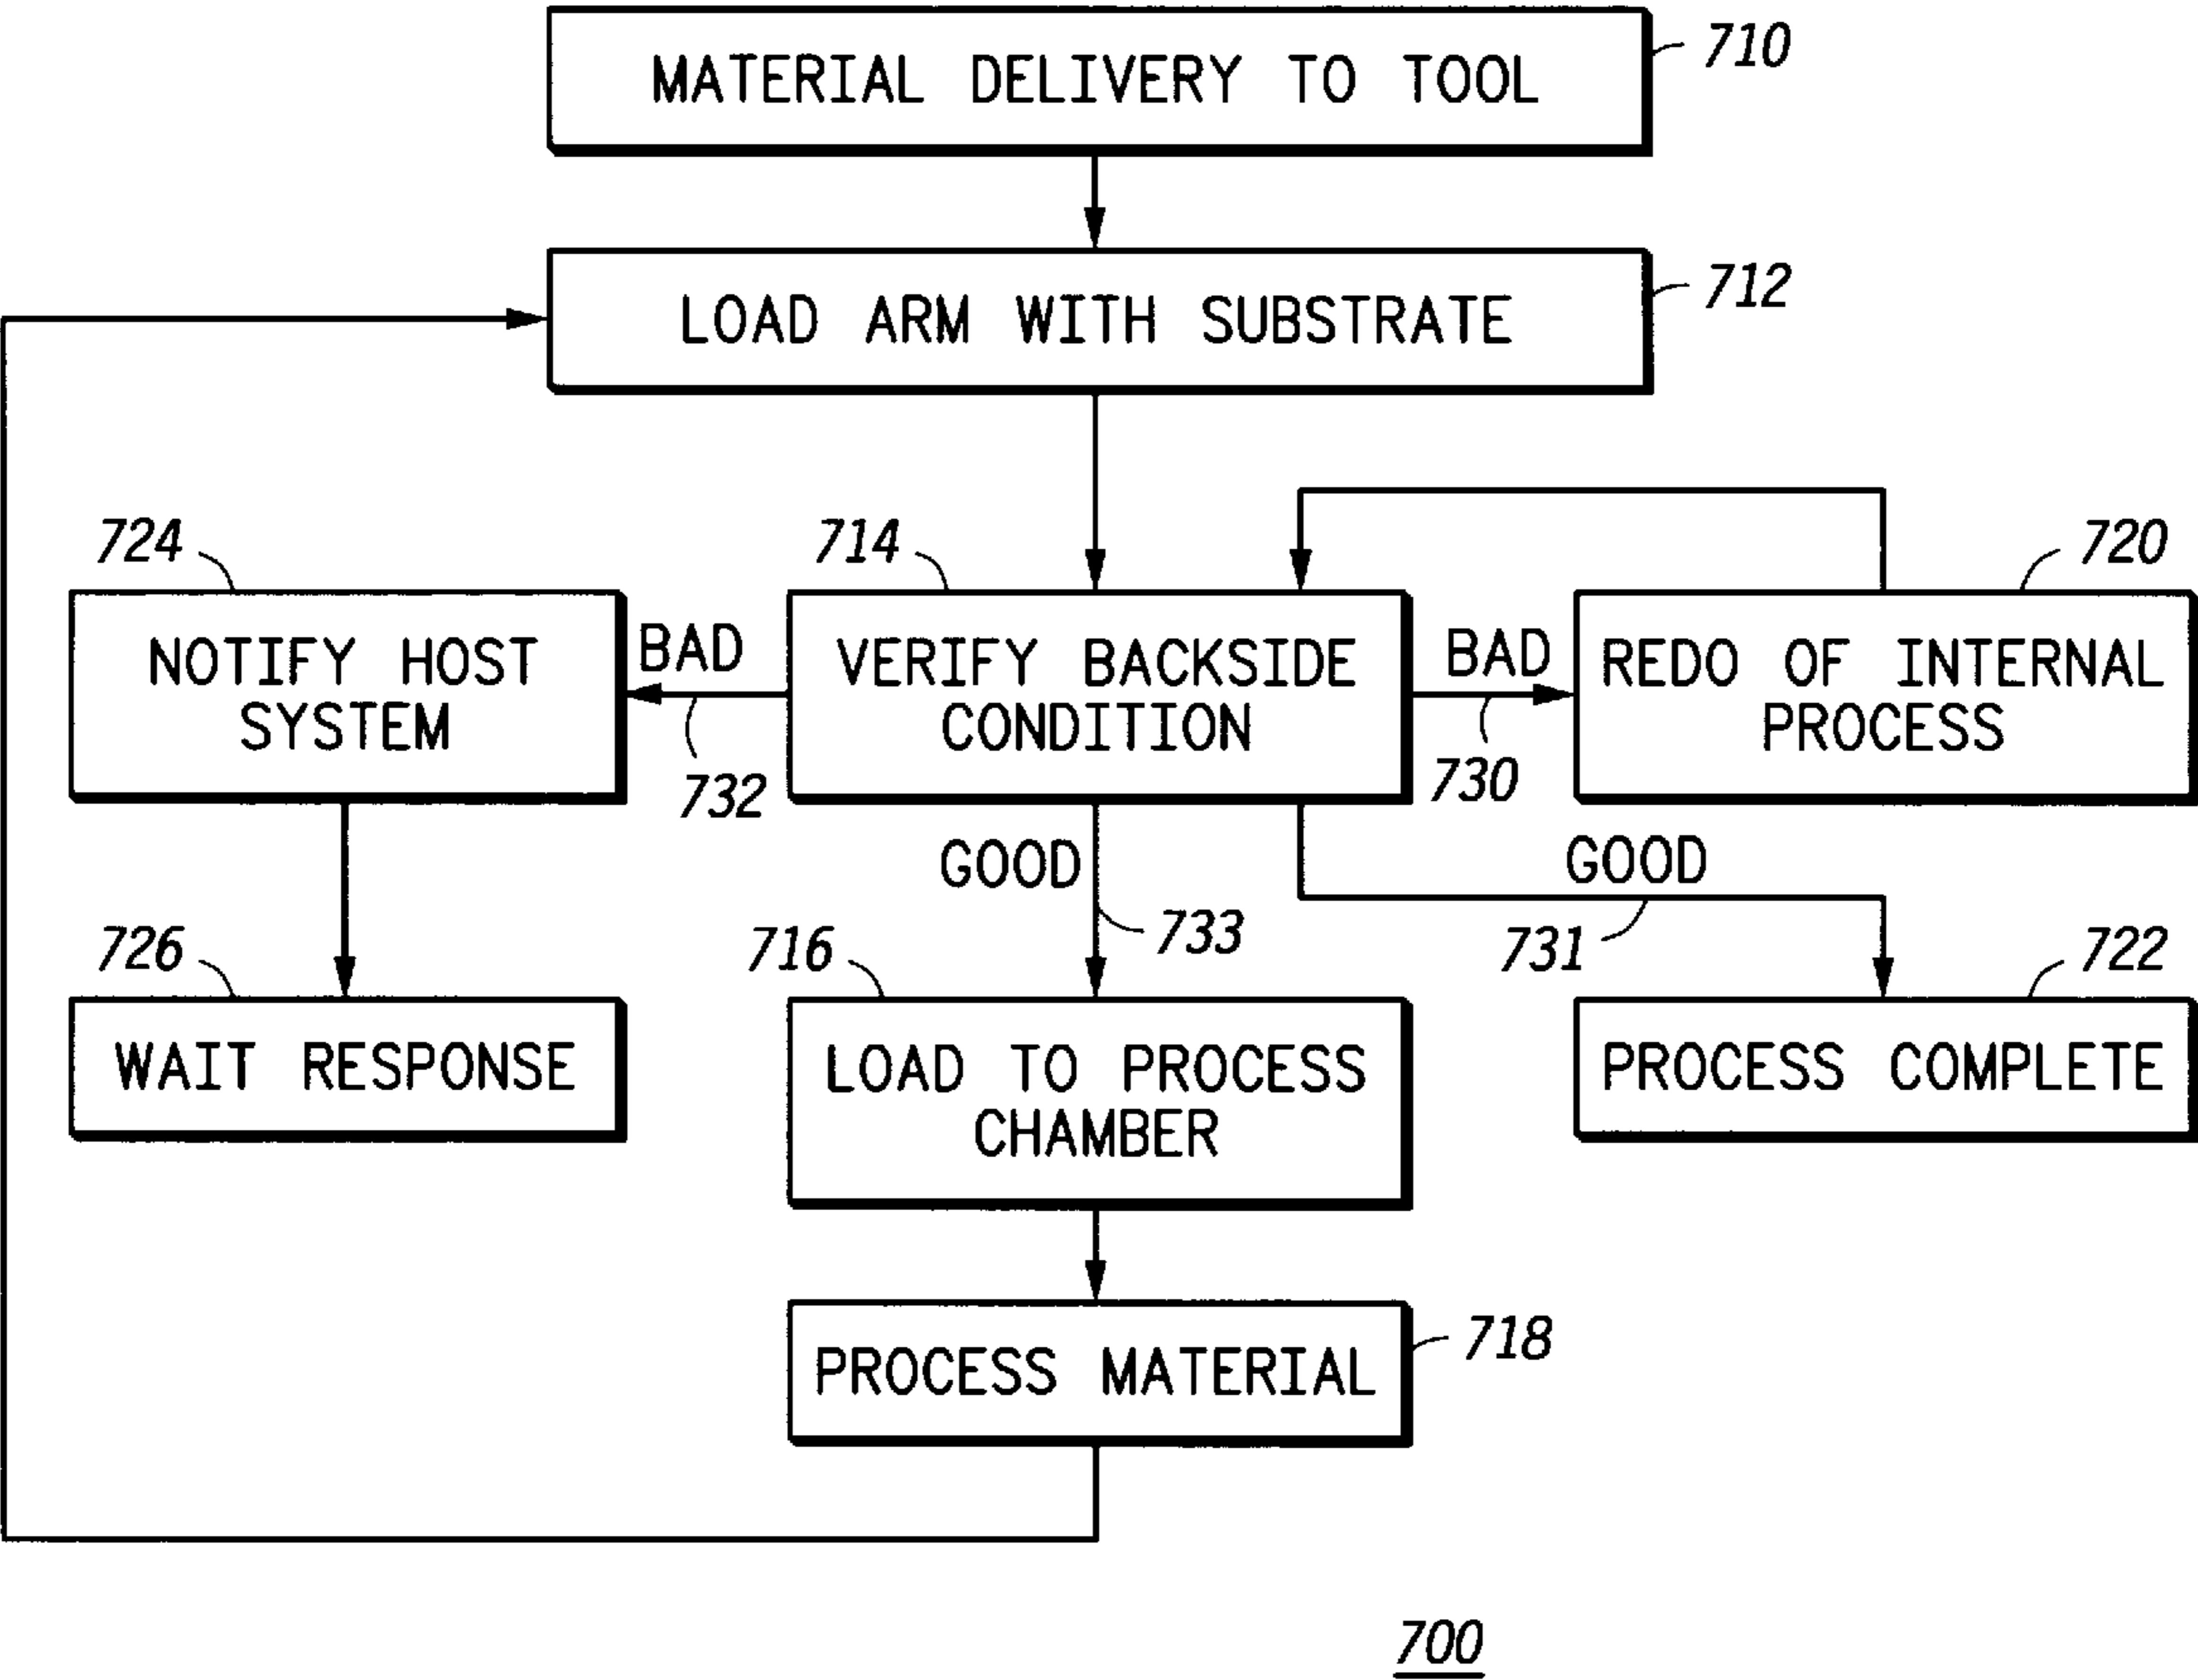 MATERIAL DELIVERY TO TOOL
710
LOAD ARM WITH SUBSTRATE
712
724
714
720
NOTIFY HOST
SYSTEM
BAD
732
VERIFY BACKSIDE
CONDITION
BAD
730
REDO OF INTERNAL
PROCESS
GOOD
733
GOOD
731
726
716
722
WAIT RESPONSE
LOAD TO PROCESS
CHAMBER
PROCESS COMPLETE
PROCESS MATERIAL
718
700